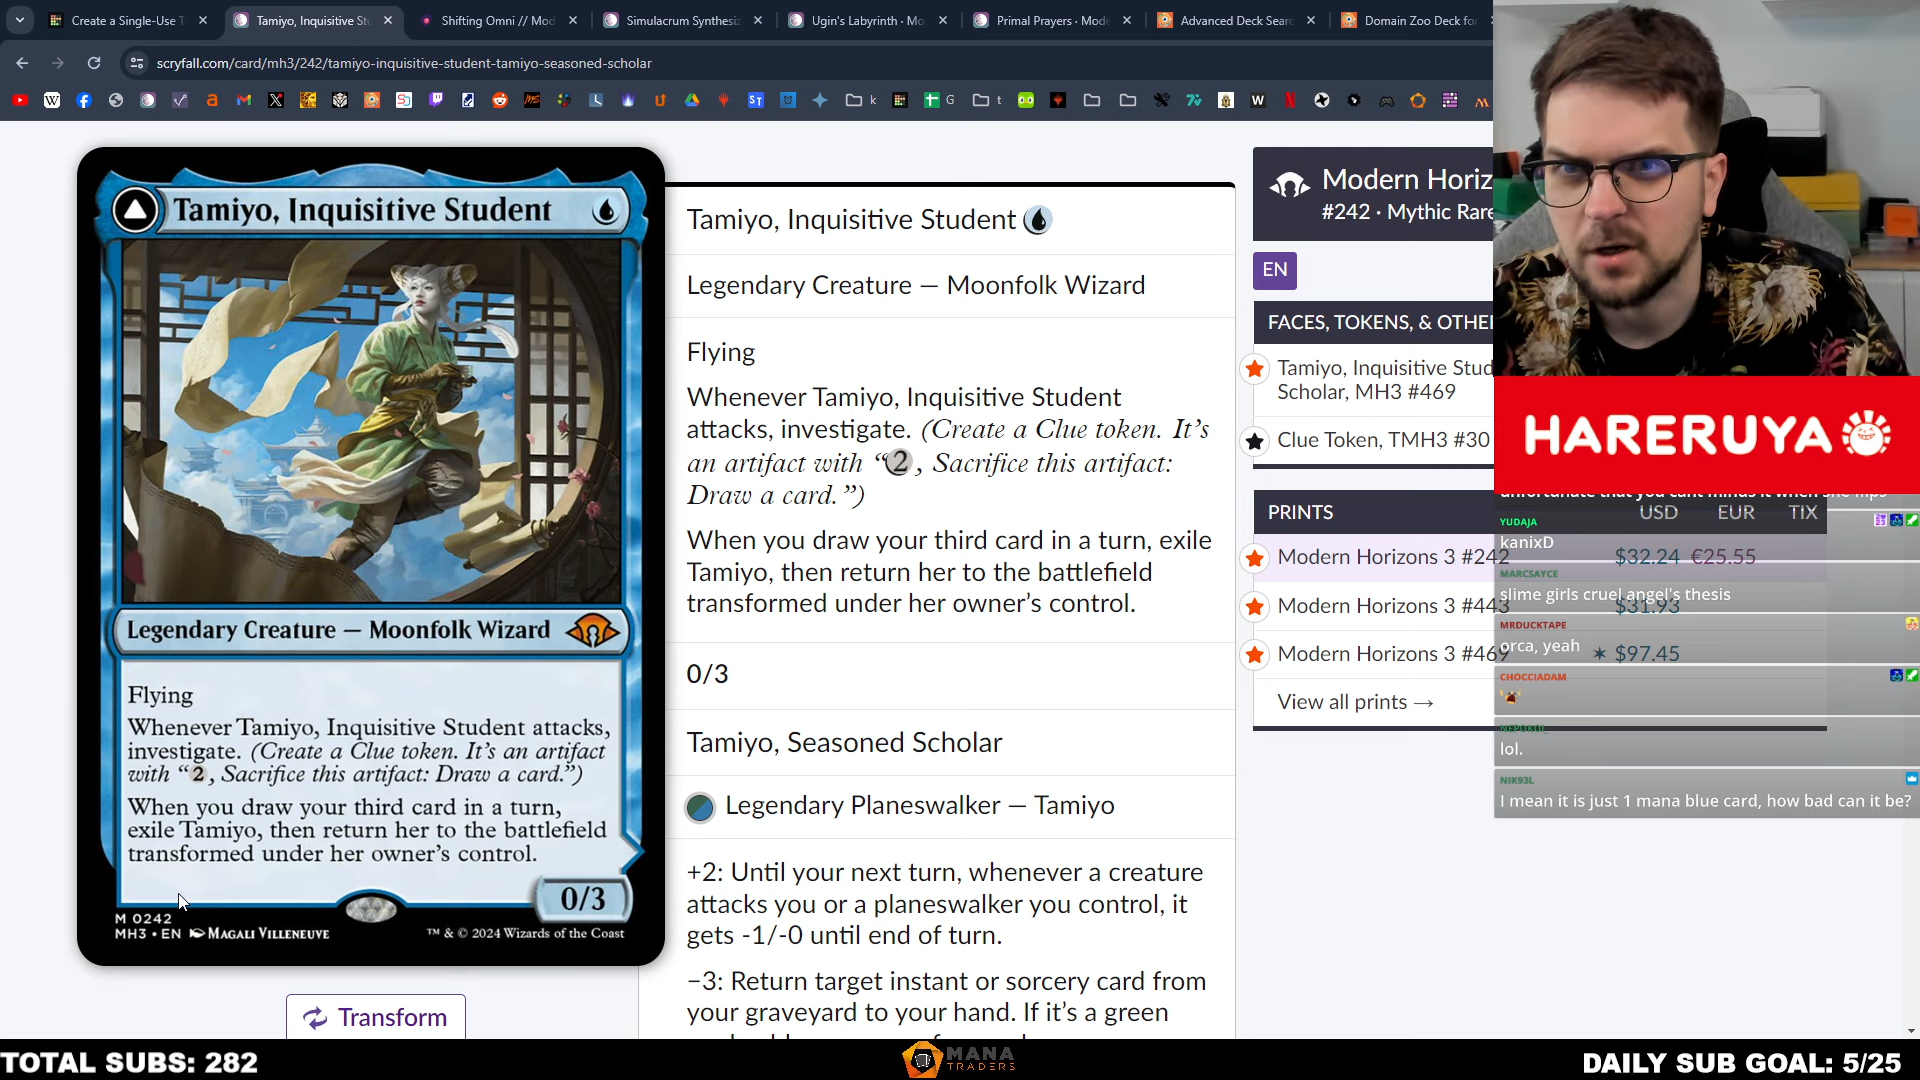 Create a Single-Use T
Tamiyo, Inquisitive St
Shifting Omni // Mod
Simulacrum Synthesiz
Ugin's Labyrinth · Mo
Primal Prayers · Mode
Advanced Deck Searc
Domain Zoo Deck for
scryfall.com/card/mh3/242/tamiyo-inquisitive-student-tamiyo-seasoned-scholar
k
G
t
Tamiyo, Inquisitive Student
Legendary Creature — Moonfolk Wizard
Flying
Whenever Tamiyo, Inquisitive Student attacks,
investigate. (Create a Clue token. It's an artifact
with “2, Sacrifice this artifact: Draw a card.”)
When you draw your third card in a turn,
exile Tamiyo, then return her to the battlefield
transformed under her owner's control.
0/3
M 0242
MH3 • EN MAGALI VILLENEUVE
™ & © 2024 Wizards of the Coast
Transform
Tamiyo, Inquisitive Student
Legendary Creature — Moonfolk Wizard
Flying
Whenever Tamiyo, Inquisitive Student
attacks, investigate. (Create a Clue token. It's
an artifact with “2, Sacrifice this artifact:
Draw a card.”)
When you draw your third card in a turn, exile
Tamiyo, then return her to the battlefield
transformed under her owner's control.
0/3
Tamiyo, Seasoned Scholar
Legendary Planeswalker — Tamiyo
+2: Until your next turn, whenever a creature
attacks you or a planeswalker you control, it
gets -1/-0 until end of turn.
−3: Return target instant or sorcery card from
your graveyard to your hand. If it's a green
Modern Horiz
#242 · Mythic Rare
EN
FACES, TOKENS, & OTHE
Tamiyo, Inquisitive Stud
Scholar, MH3 #469
Clue Token, TMH3 #30
PRINTS USD EUR TIX
Modern Horizons 3 #242 $32.24 €25.55
Modern Horizons 3 #443 $31.93
Modern Horizons 3 #469 $97.45
View all prints →
HARERUYA
unfortunate that you cant minus it when she flips
YUDAJA
kanixD
MARCSAYCE
slime girls cruel angel's thesis
MRDUCKTAPE
orca, yeah
CHOCCIADAM
lol.
NIK93L
I mean it is just 1 mana blue card, how bad can it be?
TOTAL SUBS: 282
MANA
TRADERS
DAILY SUB GOAL: 5/25